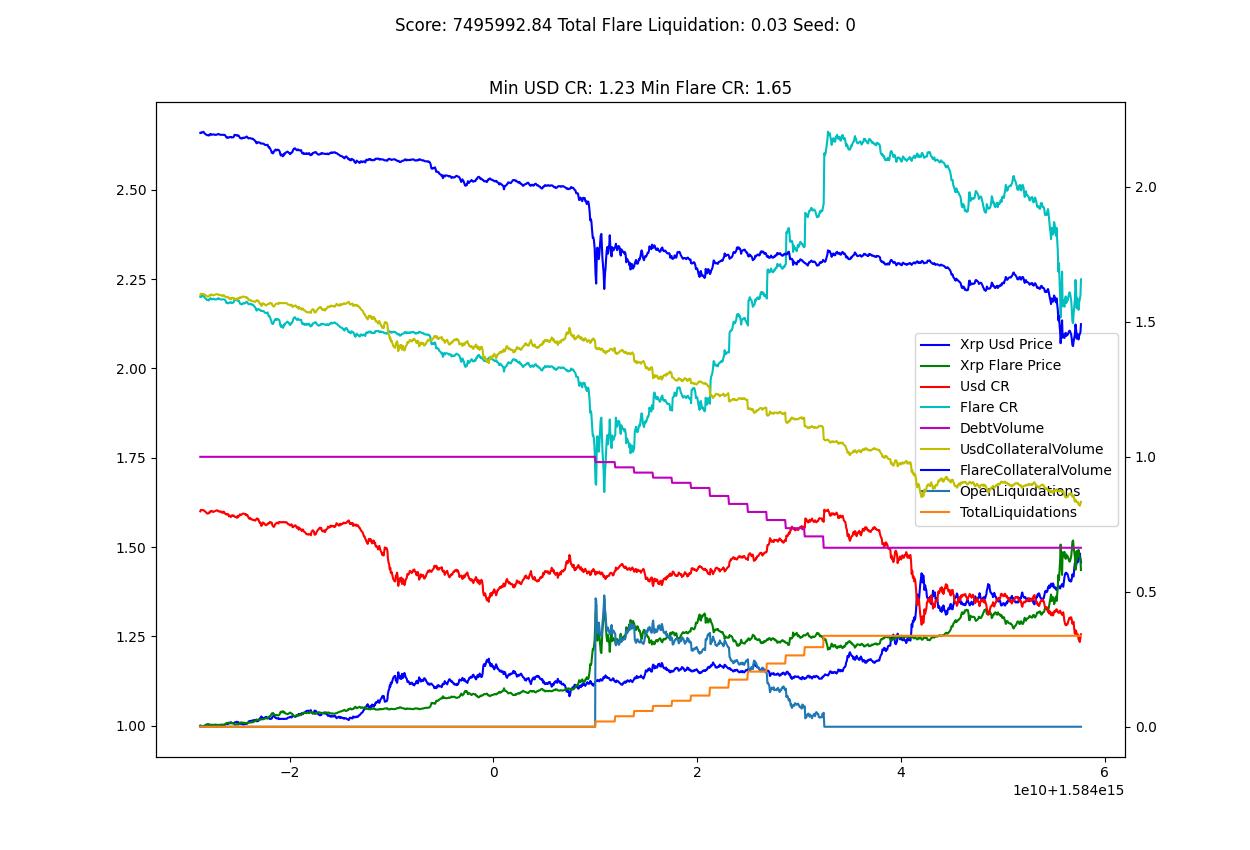 Score: 7495992.84 Total Flare Liquidation: 0.03 Seed: 0
Min USD CR: 1.23 Min Flare CR: 1.65
2.50
2.25
2.00
1.75
1.50
1.25
1.00
2.0
1.5
1.0
0.5
0.0
Xrp Usd Price
Xrp Flare Price
Usd CR
Flare CR
DebtVolume
UsdCollateralVolume
FlareCollateralVolume
OpenLiquidations
TotalLiquidations
−2 0 2 4 6
1e10+1.584e15